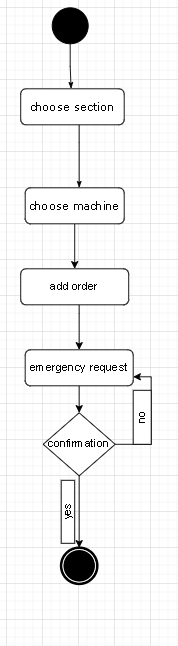 choose section
choose machine
add order
emergency request
no
confirmation
yes